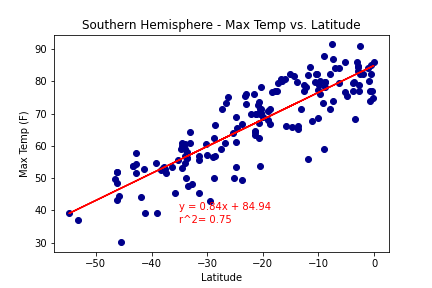 Southern Hemisphere - Max Temp vs. Latitude
90
80
70
60
50
40
30
Max Temp (F)
y = 0.84x + 84.94
r^2= 0.75
−50
−40
−30
−20
−10
0
Latitude